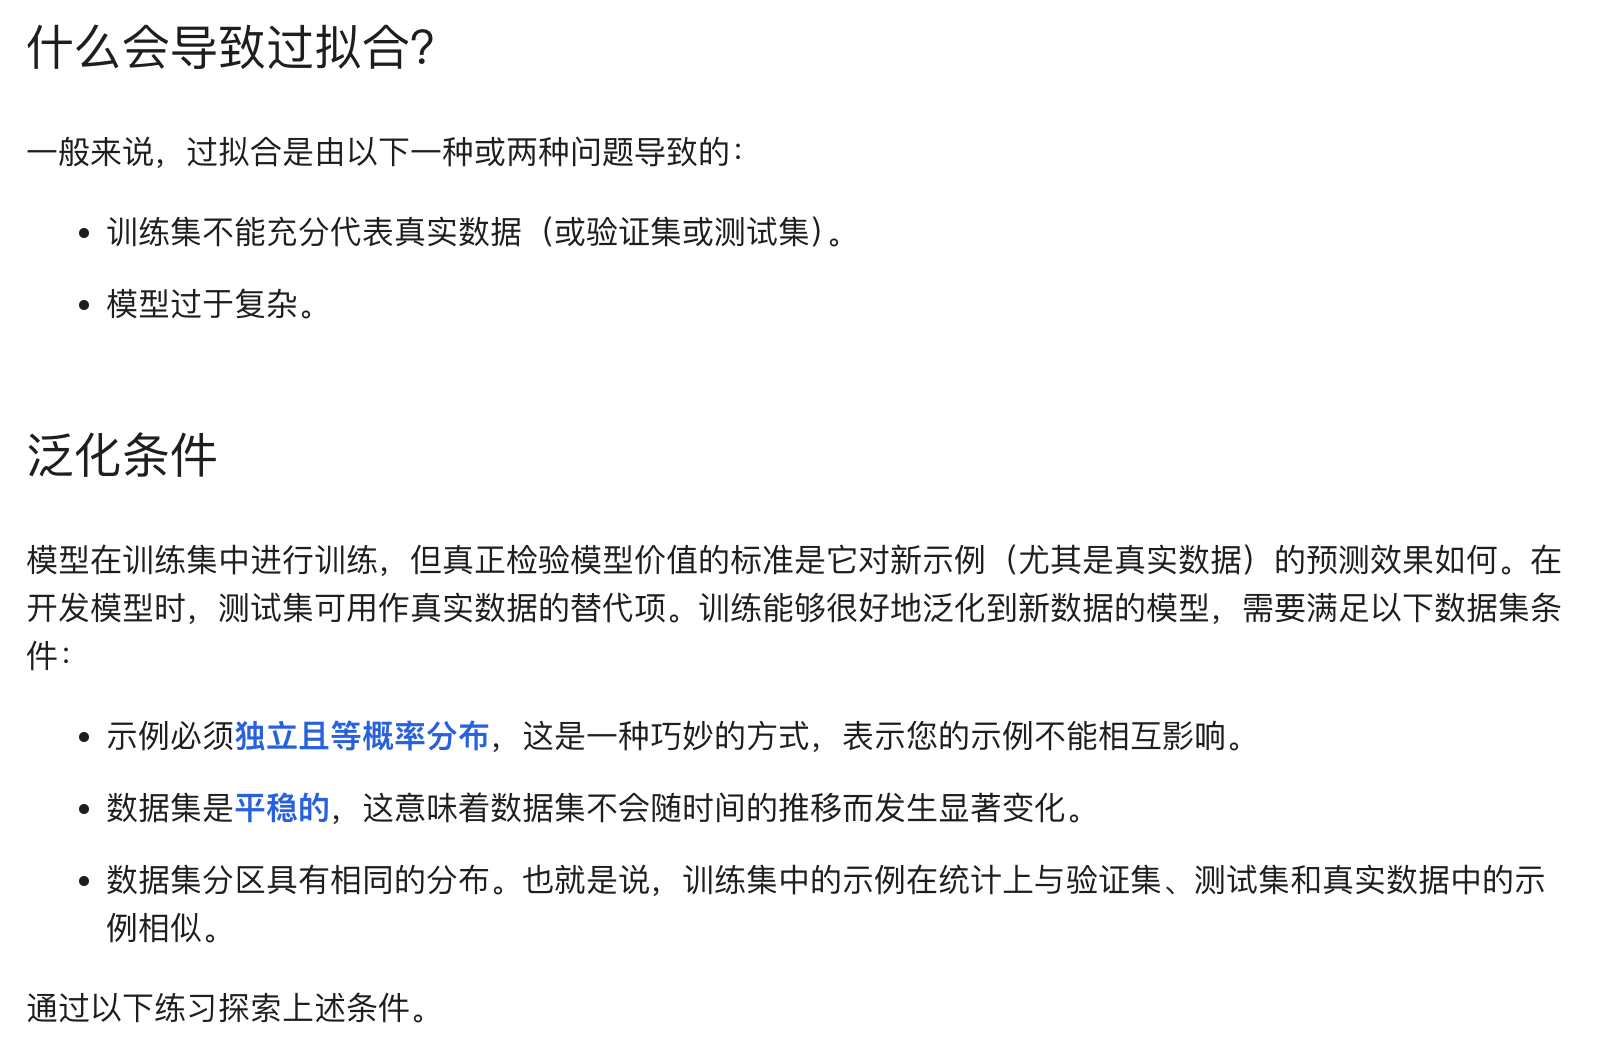 什么会导致过拟合?
一般来说，过拟合是由以下一种或两种问题导致的：
• 训练集不能充分代表真实数据（或验证集或测试集）。
• 模型过于复杂。
泛化条件
模型在训练集中进行训练，但真正检验模型价值的标准是它对新示例（尤其是真实数据）的预测效果如何。在
开发模型时，测试集可用作真实数据的替代项。训练能够很好地泛化到新数据的模型，需要满足以下数据集条
件：
• 示例必须独立且等概率分布，这是一种巧妙的方式，表示您的示例不能相互影响。
• 数据集是平稳的，这意味着数据集不会随时间的推移而发生显著变化。
• 数据集分区具有相同的分布。也就是说，训练集中的示例在统计上与验证集、测试集和真实数据中的示
例相似。
通过以下练习探索上述条件。